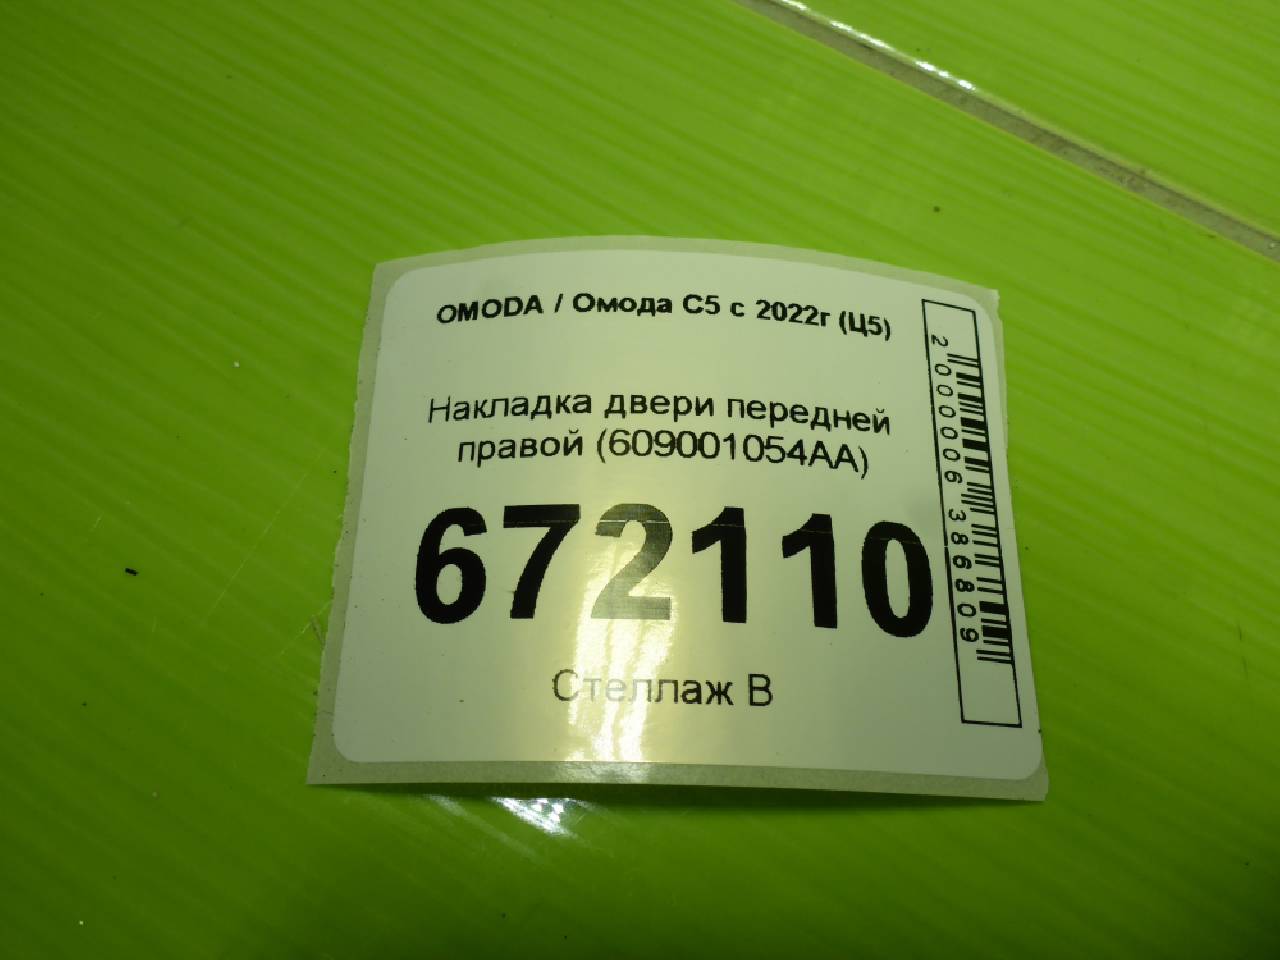 OMODA / Омода C5 с 2022г (Ц5)
Накладка двери передней
правой (609001054AA)
672110
Стеллаж В
2000006386809